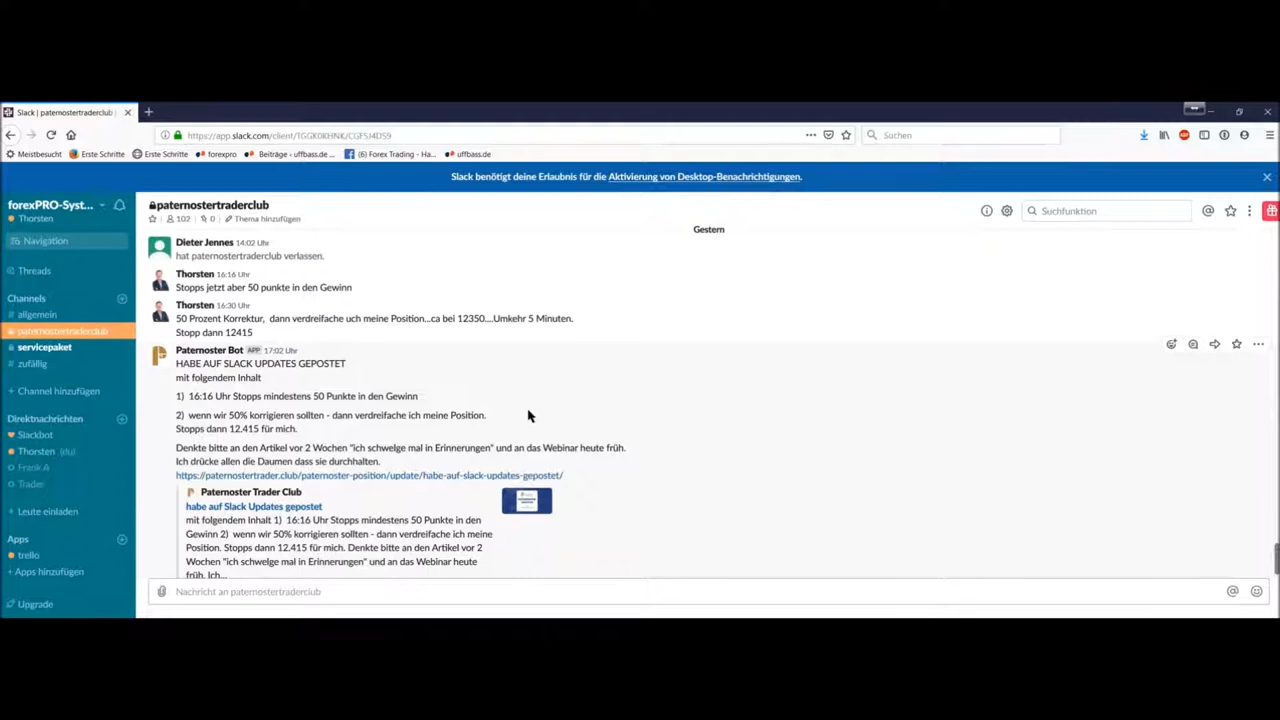 Slack | paternostertraderclub
https://app.slack.com/client/TGGK0KHNK/CGFSJ4DS9
Suchen
Meistbesucht Erste Schritte Erste Schritte forexpro Beiträge - uffbass.de ... (6) Forex Trading - Ha... uffbass.de
Slack benötigt deine Erlaubnis für die Aktivierung von Desktop-Benachrichtigungen.
forexPRO-Syst...
Thorsten
Navigation
Threads
Channels
# allgemein
paternostertraderclub
servicepaket
# zufällig
+ Channel hinzufügen
Direktnachrichten
Slackbot
Thorsten (du)
Frank A
Trader
+ Leute einladen
Apps
trello
+ Apps hinzufügen
Upgrade
paternostertraderclub
102 0 Thema hinzufügen
Suchfunktion
Gestern
Dieter Jennes 14:02 Uhr
hat paternostertraderclub verlassen.
Thorsten 16:16 Uhr
Stopps jetzt aber 50 punkte in den Gewinn
Thorsten 16:30 Uhr
50 Prozent Korrektur, dann verdreifache uch meine Position...ca bei 12350....Umkehr 5 Minuten.
Stopp dann 12415
Paternoster Bot APP 17:02 Uhr
HABE AUF SLACK UPDATES GEPOSTET
mit folgendem Inhalt
1) 16:16 Uhr Stopps mindestens 50 Punkte in den Gewinn
2) wenn wir 50% korrigieren sollten - dann verdreifache ich meine Position.
Stopps dann 12.415 für mich.
Denkte bitte an den Artikel vor 2 Wochen "ich schwelge mal in Erinnerungen" und an das Webinar heute früh.
Ich drücke allen die Daumen dass sie durchhalten.
https://paternostertrader.club/paternoster-position/update/habe-auf-slack-updates-gepostet/
Paternoster Trader Club
habe auf Slack Updates gepostet
mit folgendem Inhalt 1) 16:16 Uhr Stopps mindestens 50 Punkte in den
Gewinn 2) wenn wir 50% korrigieren sollten - dann verdreifache ich meine
Position. Stopps dann 12.415 für mich. Denkte bitte an den Artikel vor 2
Wochen "ich schwelge mal in Erinnerungen" und an das Webinar heute
früh. Ich...
Nachricht an paternostertraderclub